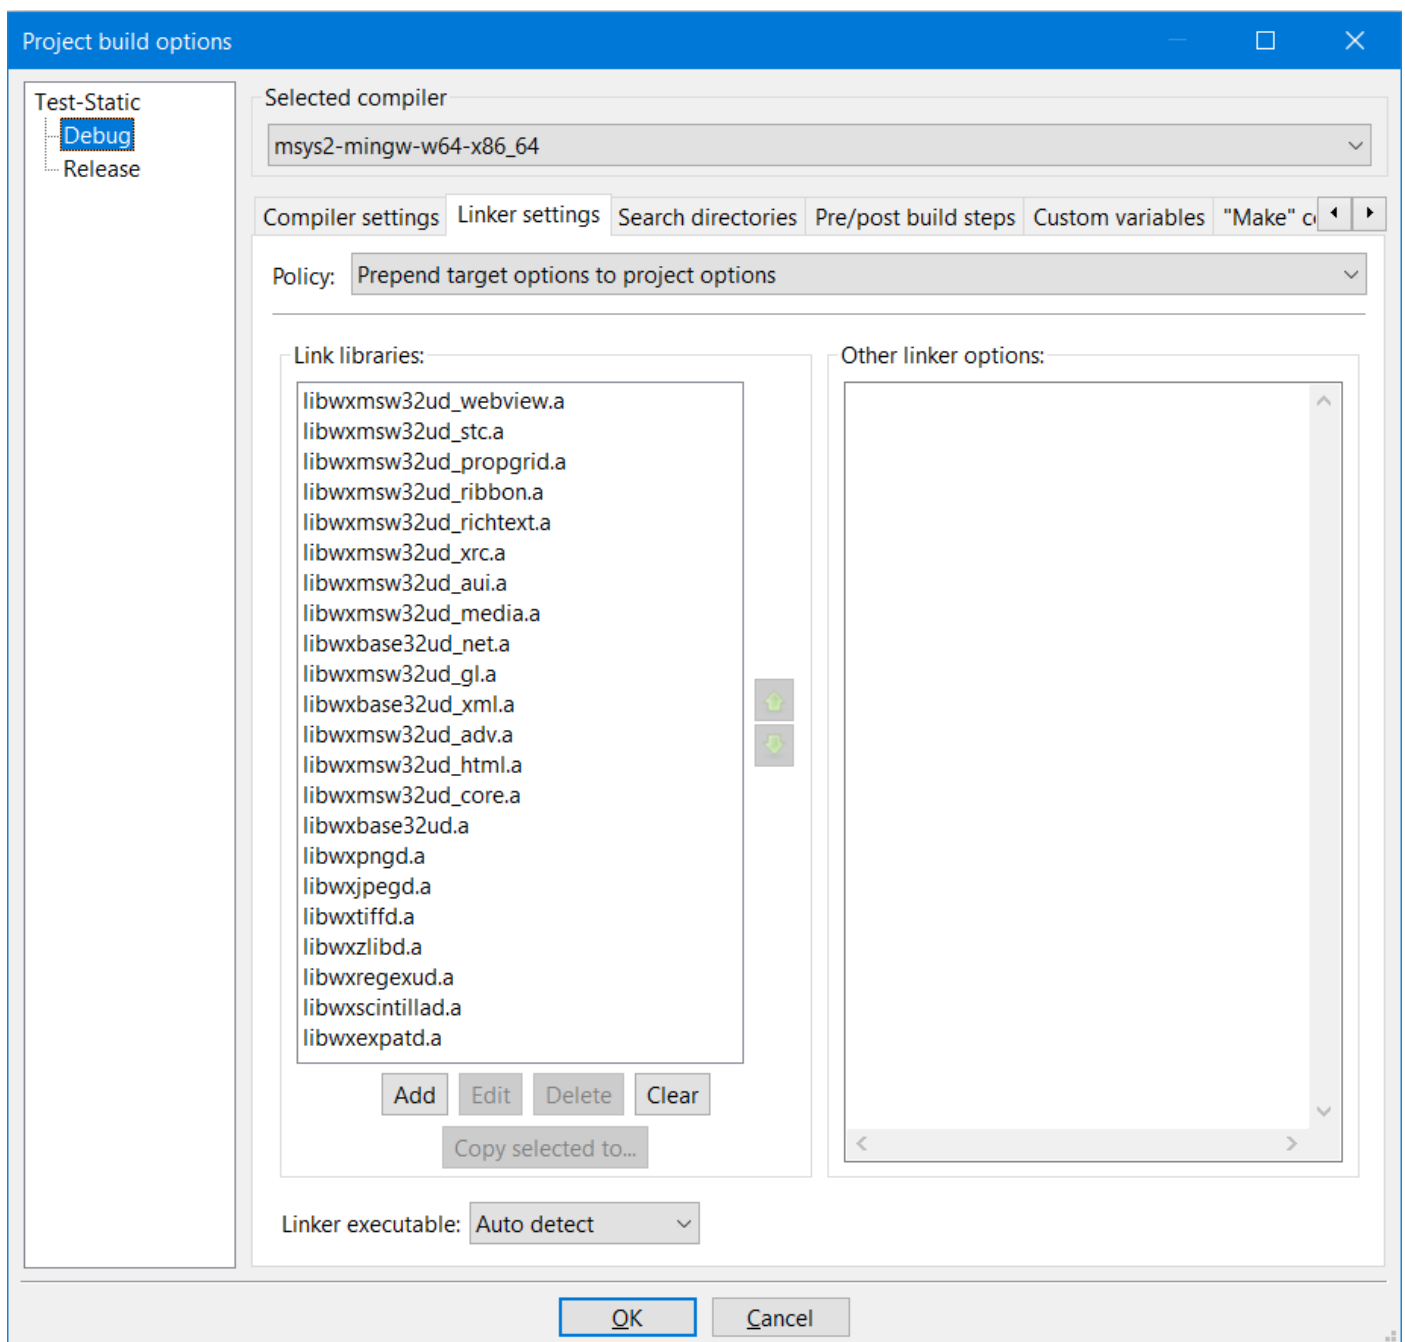 Project build options
Test-Static
Debug
Release
Selected compiler
msys2-mingw-w64-x86_64
Compiler settings Linker settings Search directories Pre/post build steps Custom variables "Make" c
Policy: Prepend target options to project options
Link libraries:
libwxmsw32ud_webview.a
libwxmsw32ud_stc.a
libwxmsw32ud_propgrid.a
libwxmsw32ud_ribbon.a
libwxmsw32ud_richtext.a
libwxmsw32ud_xrc.a
libwxmsw32ud_aui.a
libwxmsw32ud_media.a
libwxbase32ud_net.a
libwxmsw32ud_gl.a
libwxbase32ud_xml.a
libwxmsw32ud_adv.a
libwxmsw32ud_html.a
libwxmsw32ud_core.a
libwxbase32ud.a
libwxpngd.a
libwxjpegd.a
libwxtiffd.a
libwxzlibd.a
libwxregexud.a
libwxscintillad.a
libwxexpatd.a
Add Edit Delete Clear
Copy selected to...
Other linker options:
Linker executable: Auto detect
OK Cancel